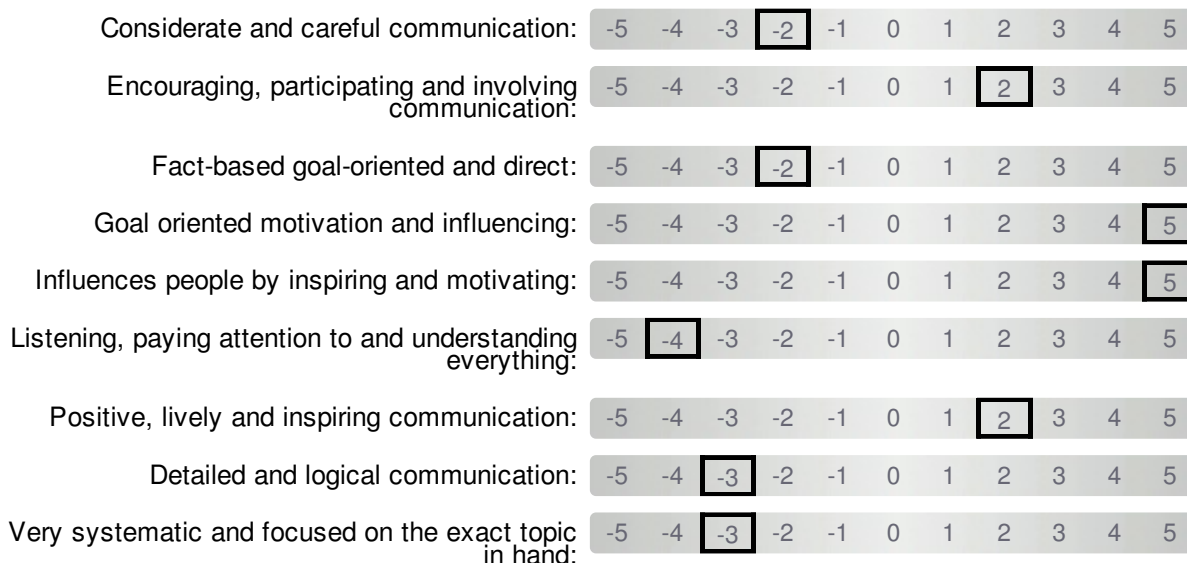 Considerate and careful communication: -5 -4 -3 -2 -1 0 1 2 3 4 5
Encouraging, participating and involving
communication: -5 -4 -3 -2 -1 0 1 2 3 4 5
Fact-based goal-oriented and direct: -5 -4 -3 -2 -1 0 1 2 3 4 5
Goal oriented motivation and influencing: -5 -4 -3 -2 -1 0 1 2 3 4 5
Influences people by inspiring and motivating: -5 -4 -3 -2 -1 0 1 2 3 4 5
Listening, paying attention to and understanding
everything: -5 -4 -3 -2 -1 0 1 2 3 4 5
Positive, lively and inspiring communication: -5 -4 -3 -2 -1 0 1 2 3 4 5
Detailed and logical communication: -5 -4 -3 -2 -1 0 1 2 3 4 5
Very systematic and focused on the exact topic
in hand: -5 -4 -3 -2 -1 0 1 2 3 4 5